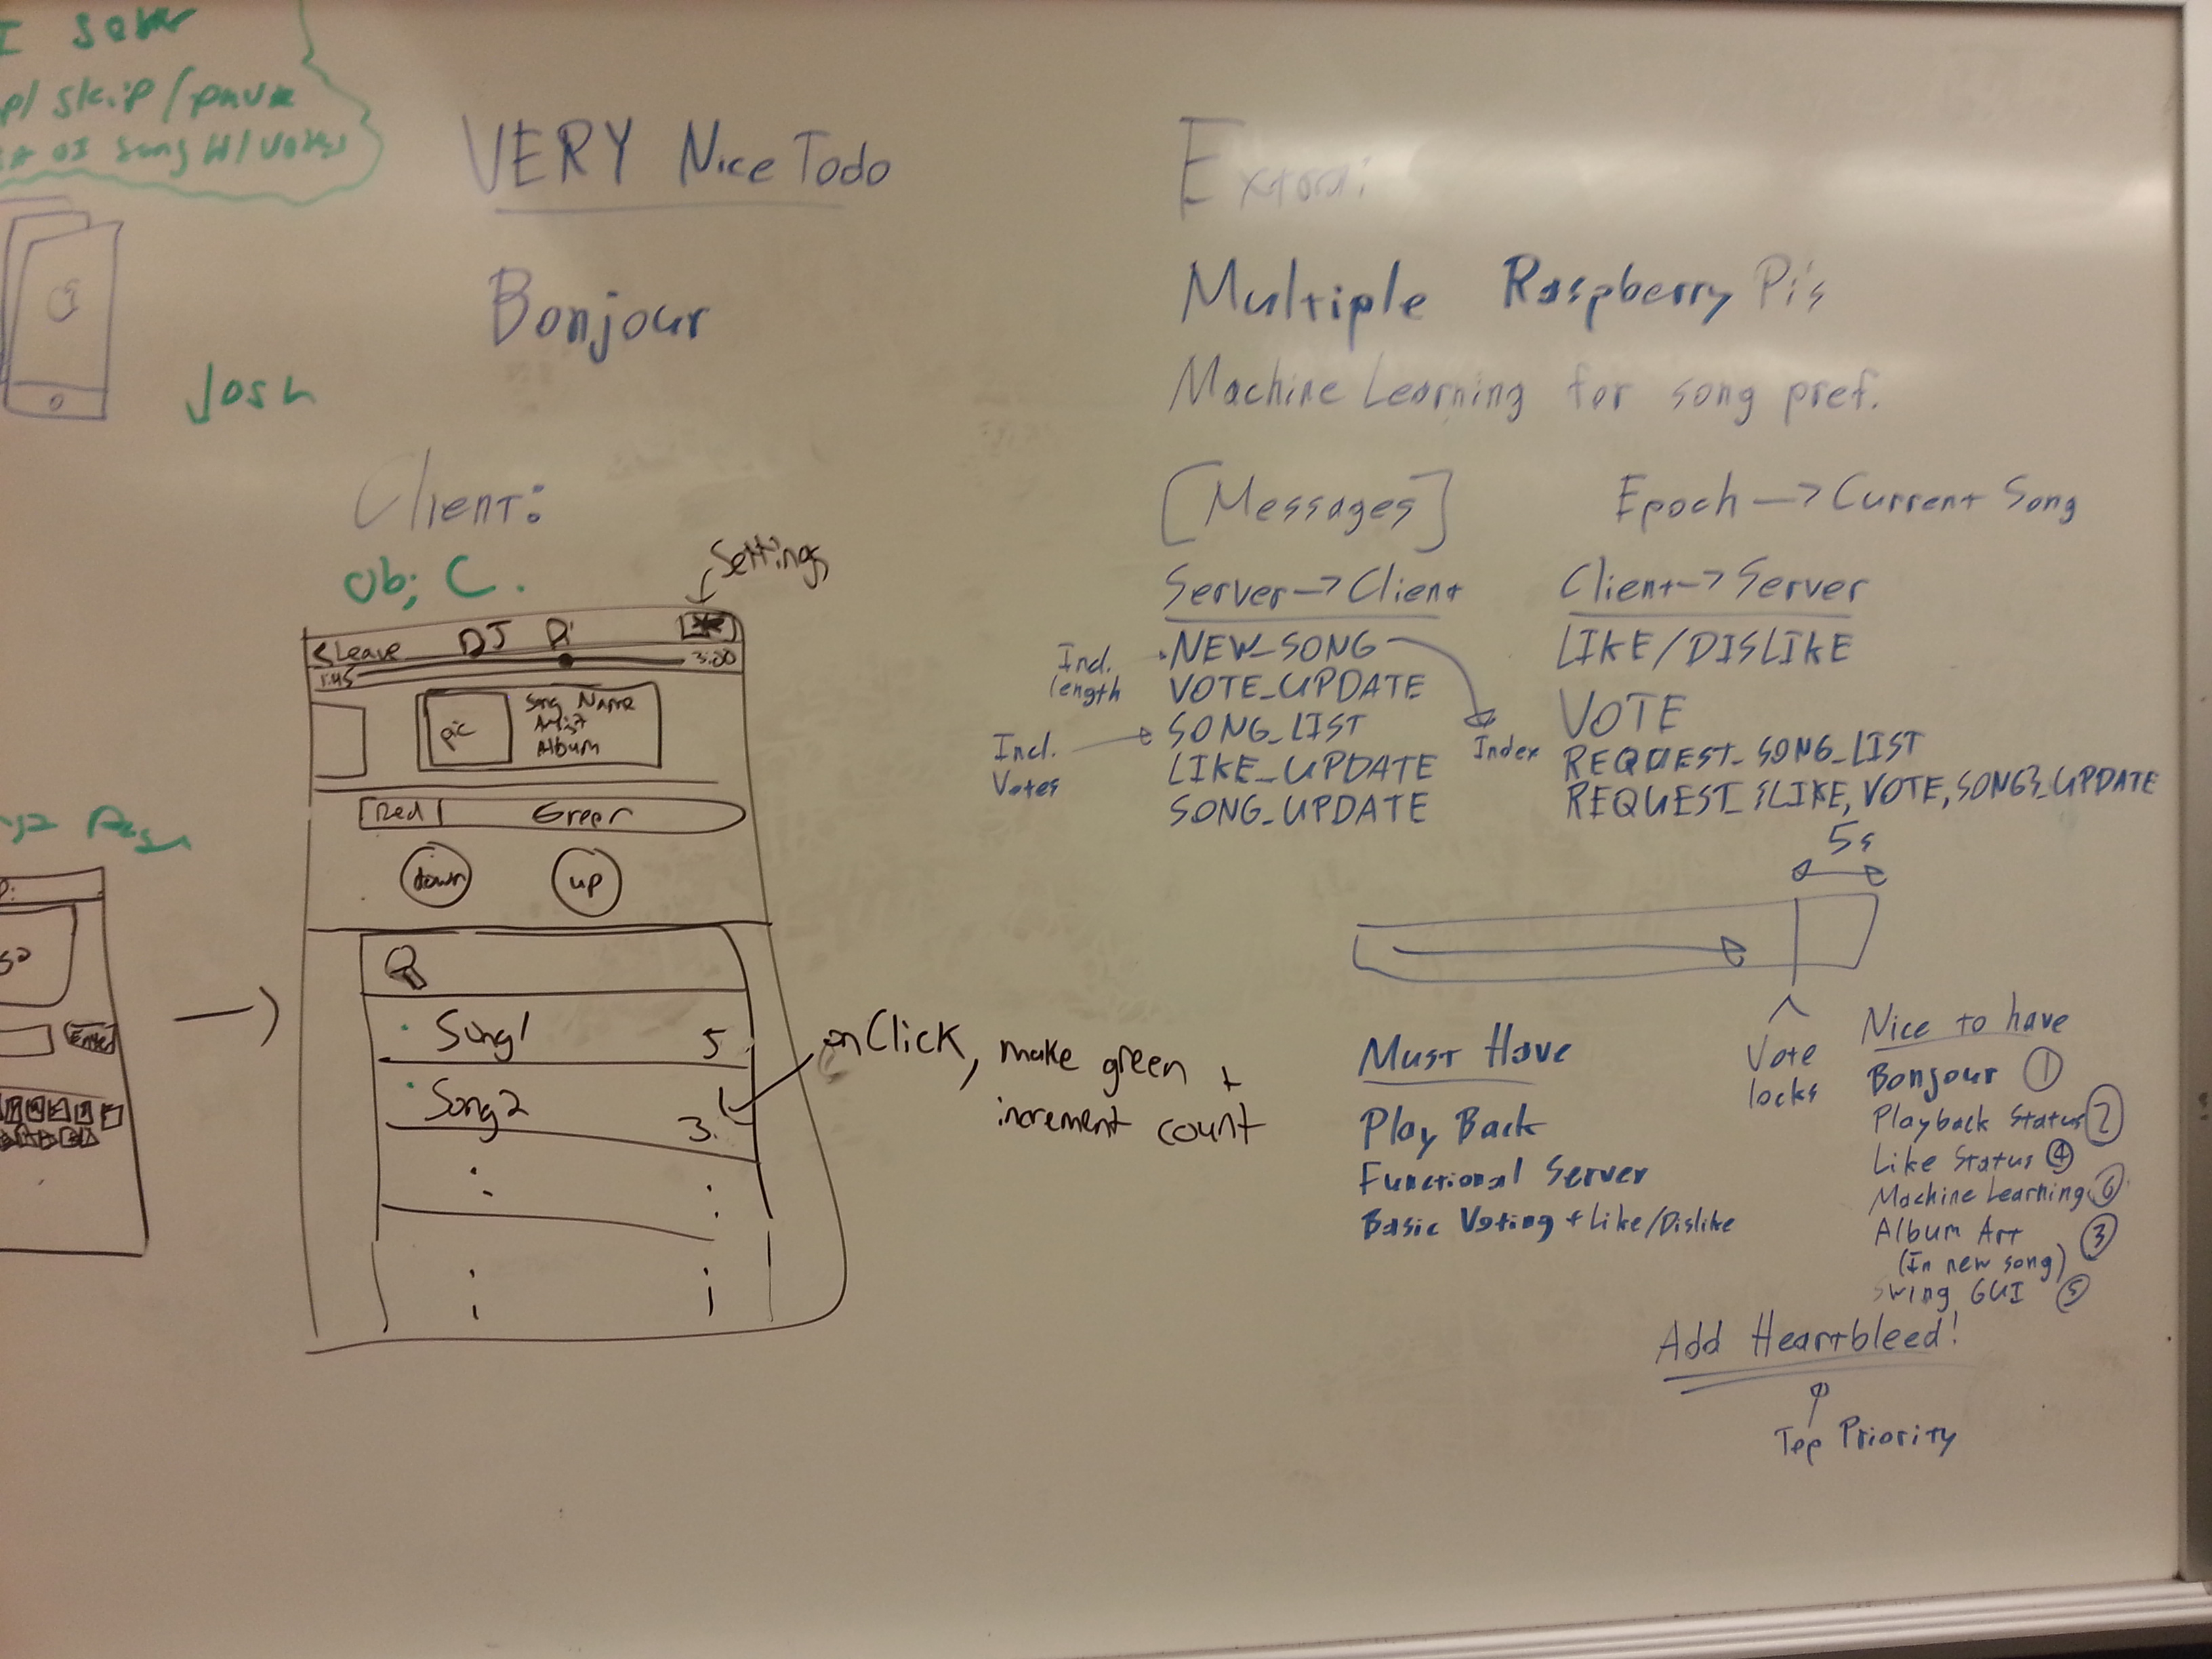 skip/pause
song w/votes
Josh
VERY Nice Todo
Bonjour
Client:
Obj C.
Settings
<Leave DJ Pi
1:45 3:00
pic
Song Name
Artist
Album
Red Green
down up
Song1 5
Song2 3
onClick, make green +
increment count
Enter
Extra:
Multiple Raspberry Pi's
Machine Learning for song pref.
[Messages]
Epoch -> Current Song
Server -> Client
Incl.
length
NEW_SONG
VOTE_UPDATE
Incl.
Votes
SONG_LIST
LIKE_UPDATE
SONG_UPDATE
Index
Client -> Server
LIKE/DISLIKE
VOTE
REQUEST_SONG_LIST
REQUEST_{LIKE, VOTE, SONG}_UPDATE
5s
Vote
locks
Must Have
Play Back
Functional Server
Basic Voting + Like/Dislike
Nice to have
Bonjour 1
Playback Status 2
Like Status 4
Machine Learning 6
Album Art 3
(In new song)
Swing GUI 5
Add Heartbleed!
Top Priority